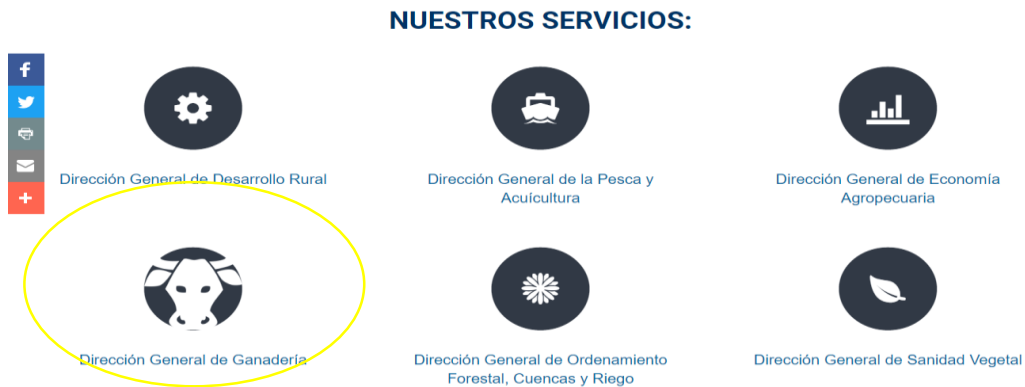 NUESTROS SERVICIOS:
Dirección General de Desarrollo Rural
Dirección General de la Pesca y
Acuícultura
Dirección General de Economía
Agropecuaria
Dirección General de Ganadería
Dirección General de Ordenamiento
Forestal, Cuencas y Riego
Dirección General de Sanidad Vegetal